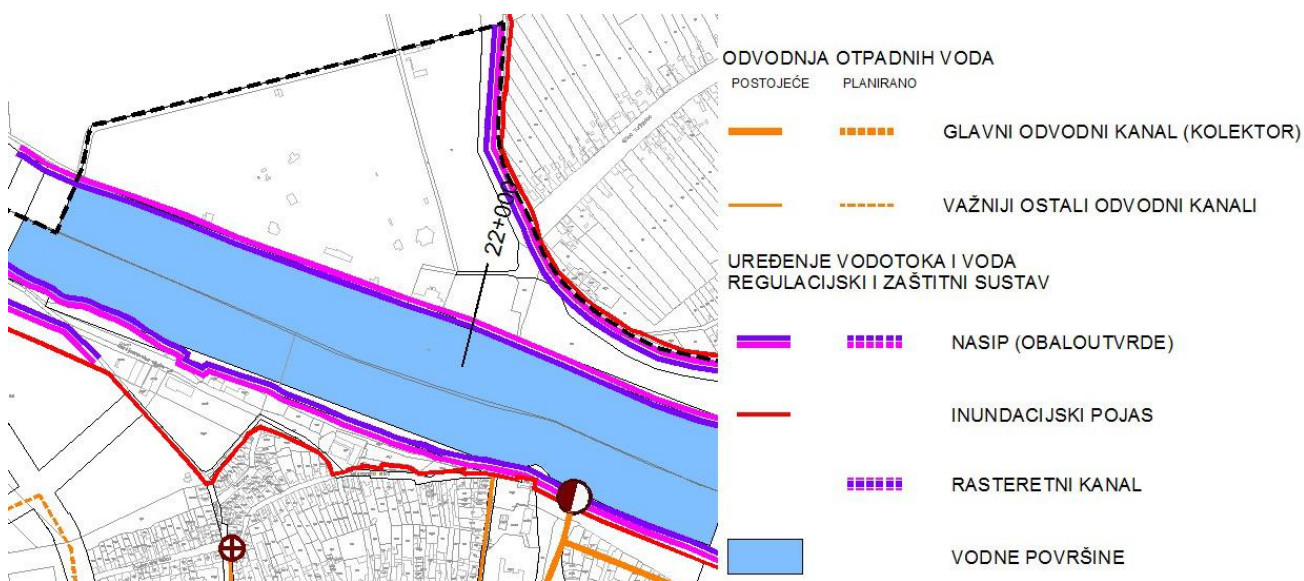 22+000
ODVODNJA OTPADNIH VODA
POSTOJEĆE PLANIRANO
GLAVNI ODVODNI KANAL (KOLEKTOR)
VAŽNIJI OSTALI ODVODNI KANALI
UREĐENJE VODOTOKA I VODA
REGULACIJSKI I ZAŠTITNI SUSTAV
NASIP (OBALOUTVRDE)
INUNDACIJSKI POJAS
RASTERETNI KANAL
VODNE POVRŠINE